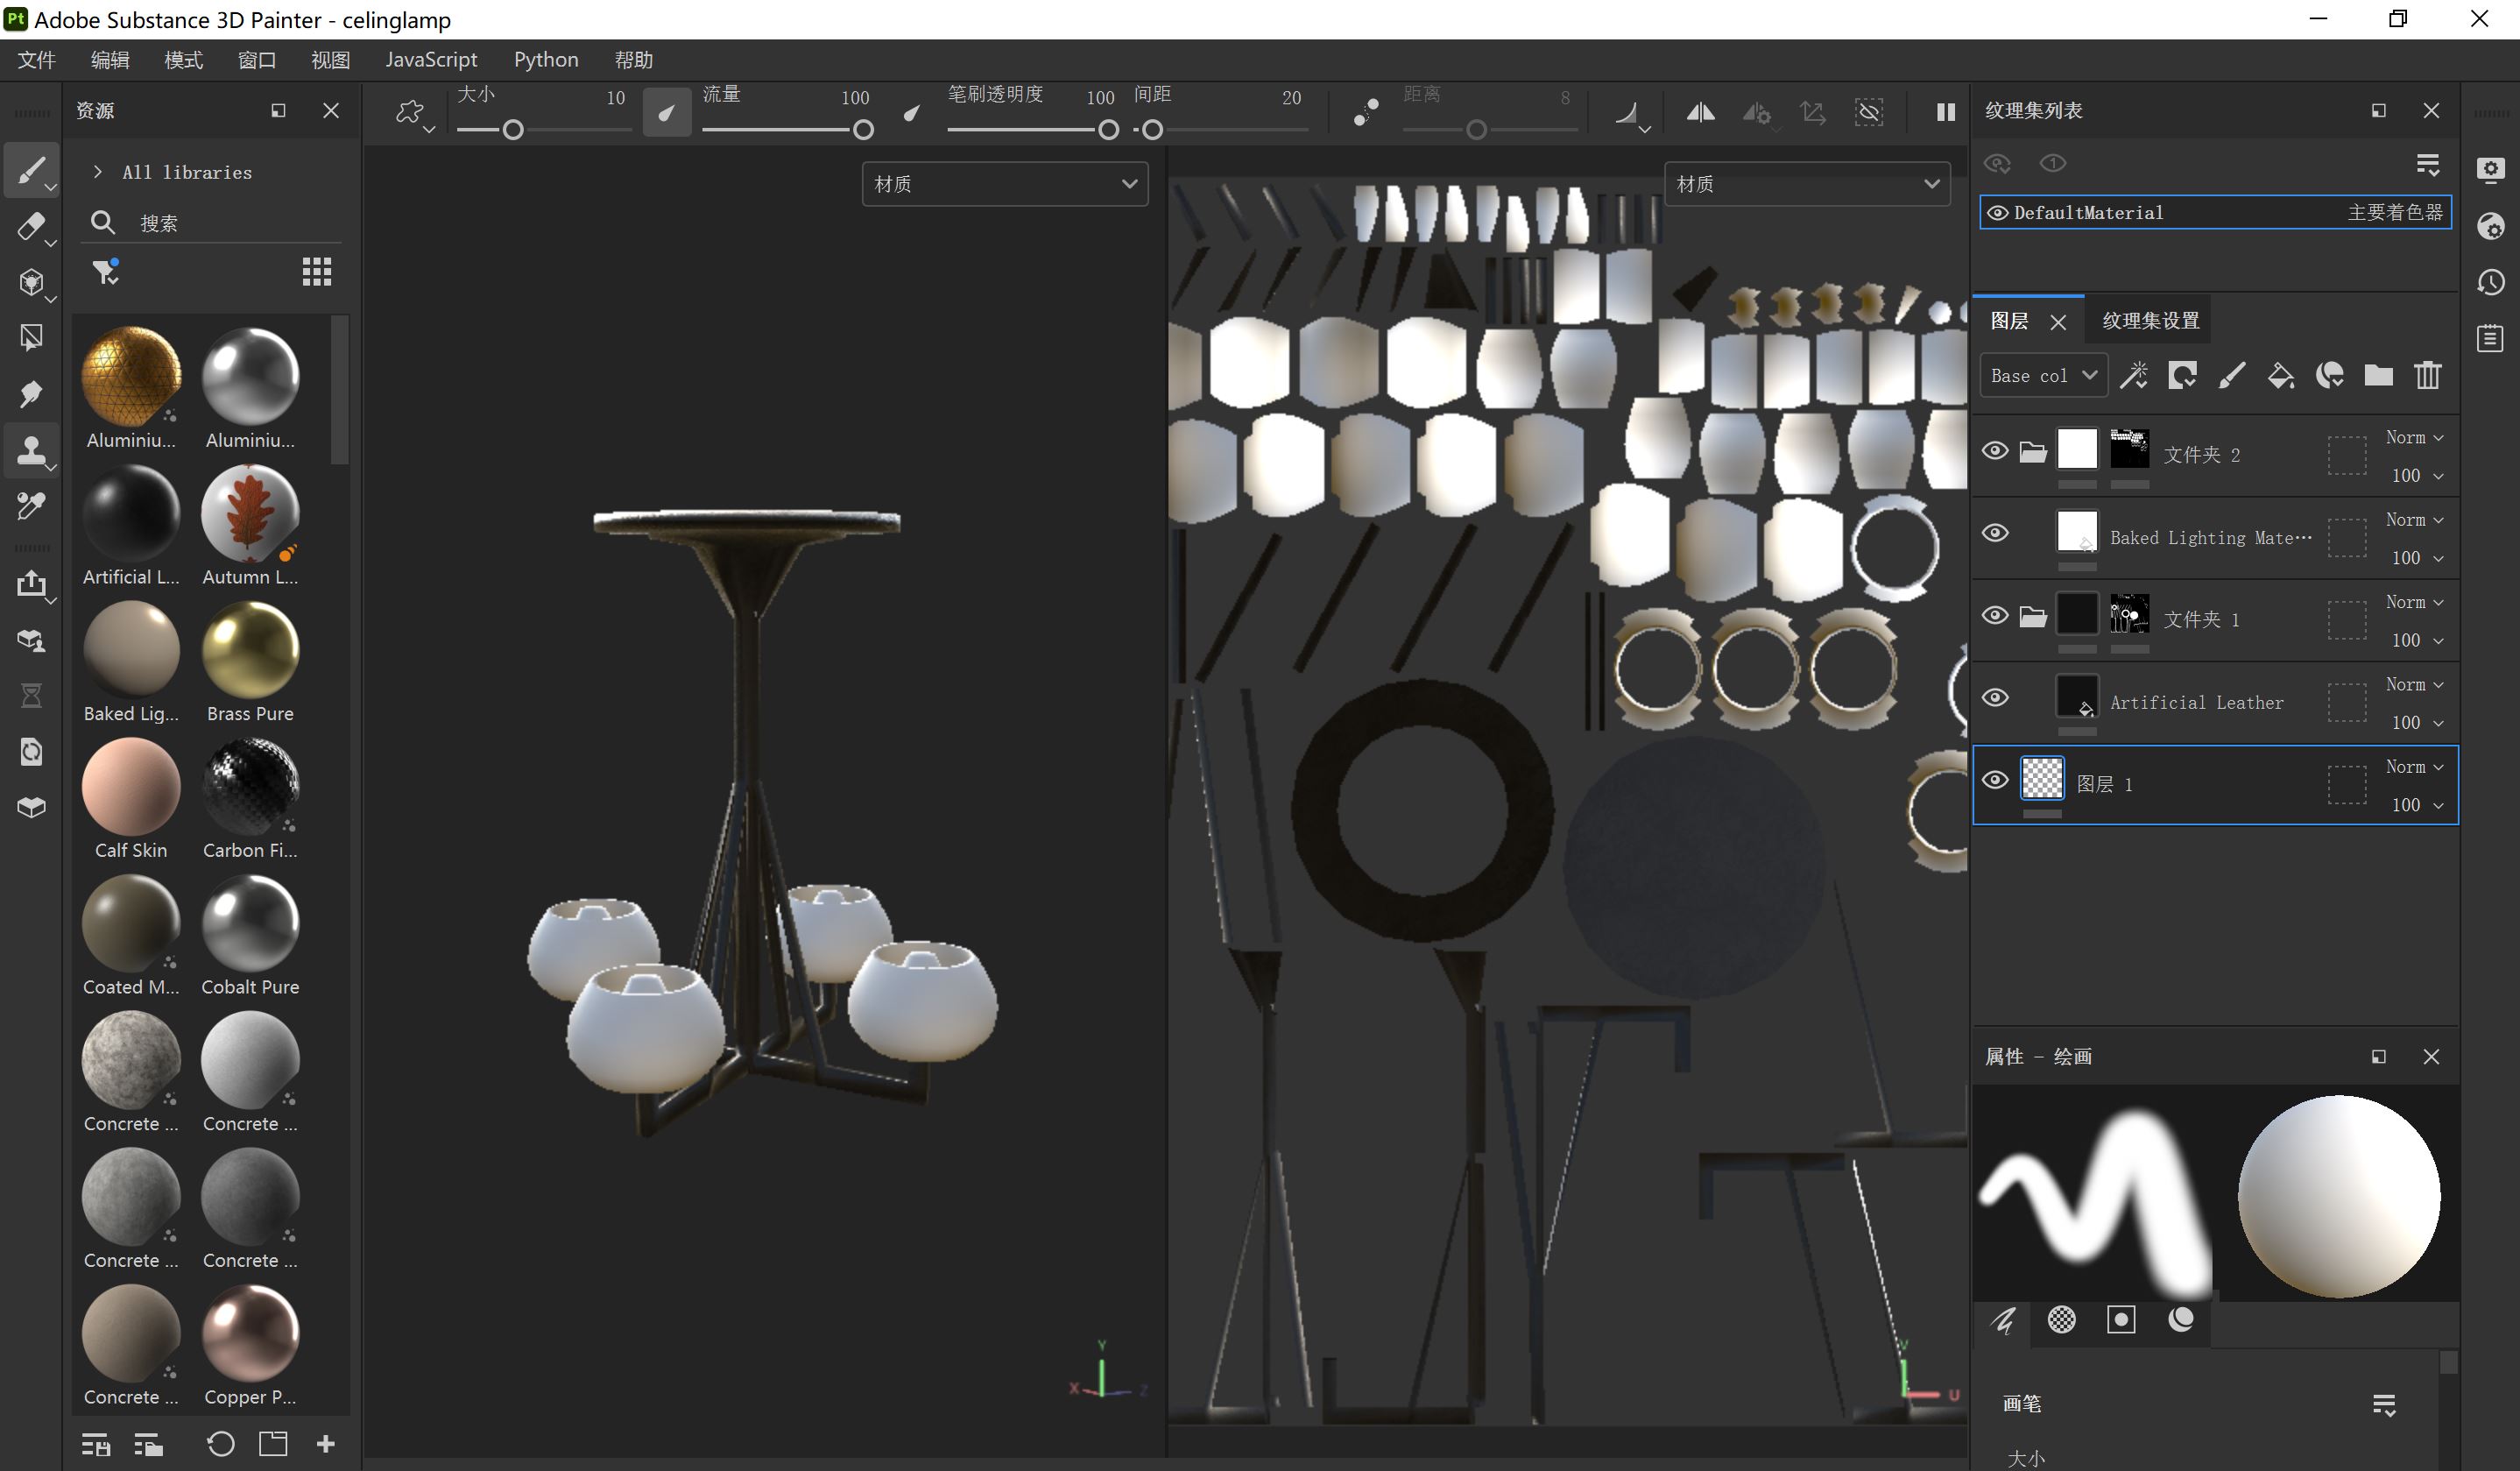 Pt Adobe Substance 3D Painter - celinglamp
文件 编辑 模式 窗口 视图 JavaScript Python 帮助
资源
All libraries
搜索
Aluminiu... Aluminiu...
Artificial L... Autumn L...
Baked Lig... Brass Pure
Calf Skin Carbon Fi...
Coated M... Cobalt Pure
Concrete ... Concrete ...
Concrete ... Concrete ...
Concrete ... Copper P...
大小 10 流量 100 笔刷透明度 100 间距 20 距离 8
材质 材质
Y
X Z
V
U
纹理集列表
1
DefaultMaterial 主要着色器
图层 纹理集设置
Base col
文件夹 2 Norm
100
Baked Lighting Mate… Norm
100
文件夹 1 Norm
100
Artificial Leather Norm
100
图层 1 Norm
100
属性 - 绘画
画笔
大小